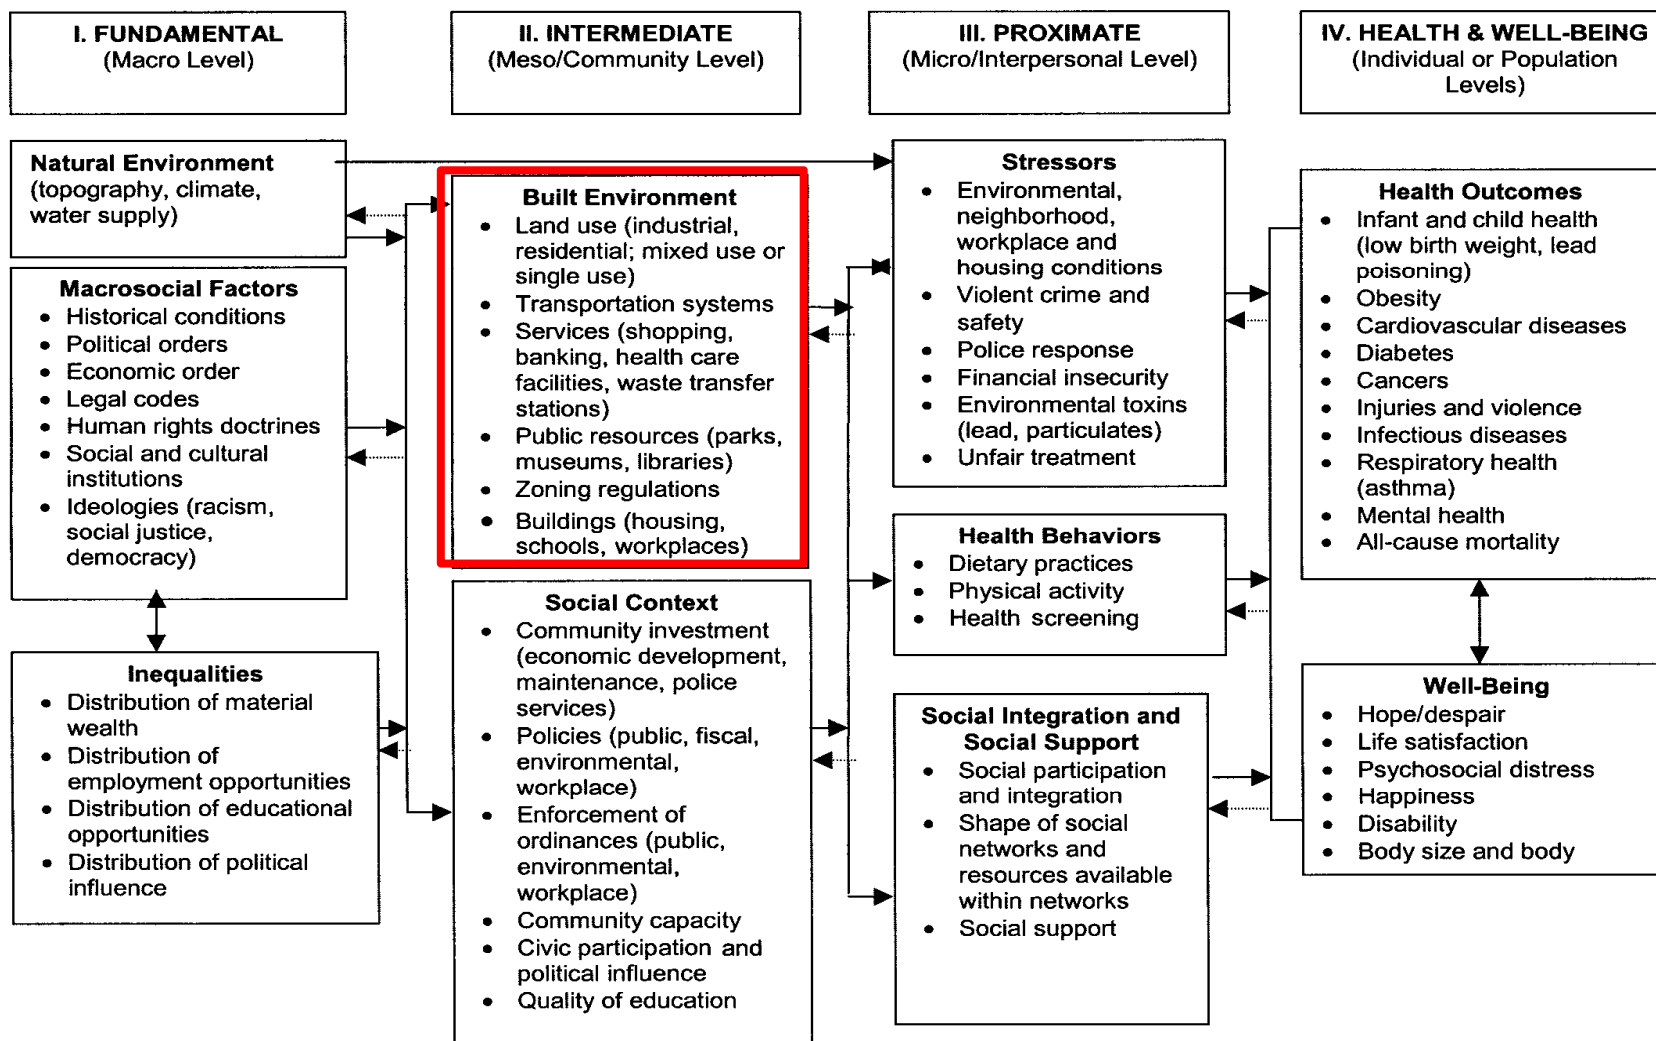 I. FUNDAMENTAL
(Macro Level)
II. INTERMEDIATE
(Meso/Community Level)
III. PROXIMATE
(Micro/Interpersonal Level)
IV. HEALTH & WELL-BEING
(Individual or Population
Levels)
Natural Environment
(topography, climate,
water supply)
Macrosocial Factors
• Historical conditions
• Political orders
• Economic order
• Legal codes
• Human rights doctrines
• Social and cultural
institutions
• Ideologies (racism,
social justice,
democracy)
Inequalities
• Distribution of material
wealth
• Distribution of
employment opportunities
• Distribution of educational
opportunities
• Distribution of political
influence
Built Environment
• Land use (industrial,
residential; mixed use or
single use)
• Transportation systems
• Services (shopping,
banking, health care
facilities, waste transfer
stations)
• Public resources (parks,
museums, libraries)
• Zoning regulations
• Buildings (housing,
schools, workplaces)
Social Context
• Community investment
(economic development,
maintenance, police
services)
• Policies (public, fiscal,
environmental,
workplace)
• Enforcement of
ordinances (public,
environmental,
workplace)
• Community capacity
• Civic participation and
political influence
• Quality of education
Stressors
• Environmental,
neighborhood,
workplace and
housing conditions
• Violent crime and
safety
• Police response
• Financial insecurity
• Environmental toxins
(lead, particulates)
• Unfair treatment
Health Behaviors
• Dietary practices
• Physical activity
• Health screening
Social Integration and
Social Support
• Social participation
and integration
• Shape of social
networks and
resources available
within networks
• Social support
Health Outcomes
• Infant and child health
(low birth weight, lead
poisoning)
• Obesity
• Cardiovascular diseases
• Diabetes
• Cancers
• Injuries and violence
• Infectious diseases
• Respiratory health
(asthma)
• Mental health
• All-cause mortality
Well-Being
• Hope/despair
• Life satisfaction
• Psychosocial distress
• Happiness
• Disability
• Body size and body